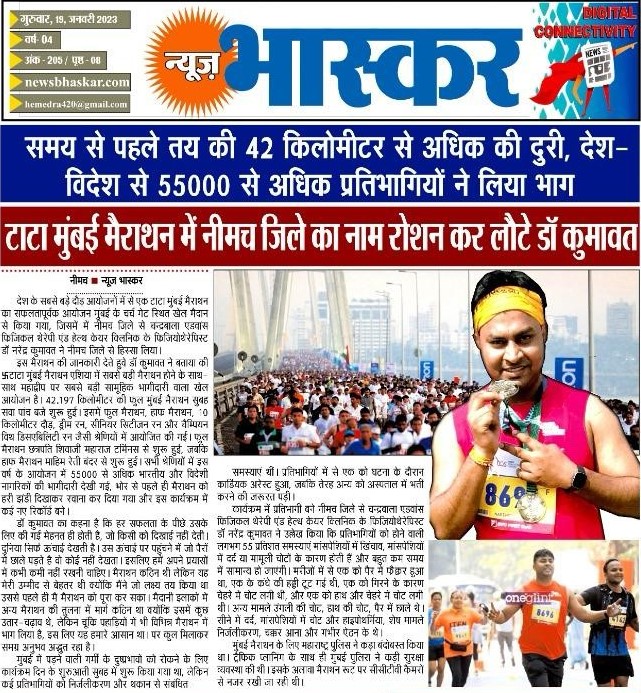 गुरुवार, 19, जनवरी 2023
वर्ष- 04
अंक - 205 / पृष्ठ - 08
newsbhaskar.com
hemedra420@gmail.com
न्यूज़ भास्कर
DIGITAL
CONNECTIVITY
NEWS
समय से पहले तय की 42 किलोमीटर से अधिक की दुरी, देश-
विदेश से 55000 से अधिक प्रतिभागियों ने लिया भाग
टाटा मुंबई मैराथन में नीमच जिले का नाम रोशन कर लौटे डॉ कुमावत
नीमच ■ न्यूज़ भास्कर
देश के सबसे बड़े दौड़ आयोजनों में से एक टाटा मुंबई मैराथन
का सफलतापूर्वक आयोजन मुंबई के चर्च गेट स्थित खेल मैदान
से किया गया, जिसमें में नीमच जिले से चन्द्रवाला एडवांस
फिजिकल थेरेपी एंड हेल्थ केयर क्लिनिक के फिजियोथेरेपिस्ट
डॉ नरेंद्र कुमावत ने नीमच जिले से हिस्सा लिया।
इस मैराथन की जानकारी देते हुवे डॉ कुमावत ने बताया की
टाटा मुंबई मैराथन एशिया में सबसे बड़ी मैराथन होने के साथ-
साथ महाद्वीप पर सबसे बड़ी सामूहिक भागीदारी वाला खेल
आयोजन है। 42.197 किलोमीटर की फुल मुंबई मैराथन सुबह
सवा पांच बजे शुरू हुई। इसमें फुल मैराथन, हाफ मैराथन, 10
किलोमीटर दौड़, ड्रीम रन, सीनियर सिटीजन रन और चैम्पियन
विथ डिसएबिलिटी रन जैसी श्रेणियों में आयोजित की गई। फुल
मैराथन छत्रपति शिवाजी महाराज टर्मिनस से शुरू हुई, जबकि
हाफ मैराथन माहिम रेती बंदर से शुरू हुई। सभी श्रेणियों में इस
वर्ष के आयोजन में 55000 से अधिक भारतीय और विदेशी
नागरिकों की भागीदारी देखी गई, भोर से पहले ही मैराथन को
हरी झंडी दिखाकर रवाना कर दिया गया और इस कार्यक्रम में
कई नए रिकॉर्ड बने।
डॉ कुमावत का कहना है कि हर सफलता के पीछे उसके
लिए की गई मेहनत ही होती है, जो किसी को दिखाई नही देती।
दुनिया सिर्फ ऊंचाई देखती है। उस ऊंचाई पर पहुंचने में जो पैरों
में छाले पड़ते है वो कोई नही देखता। इसलिए हमें अपने प्रयासों
में कभी कमी नहीं रखनी चाहिए। मैराथन कठिन थी लेकिन यह
मेरी उम्मीद से बेहतर थी क्योंकि मैंने जो लक्ष्य तय किया था
उससे पहले ही मैं मैराथन को पूरा कर सका। मैदानी इलाकों में
अन्य मैराथन की तुलना में मार्ग कठिन था क्योंकि इसमें कुछ
उतार-चढ़ाव थे, लेकिन चूंकि पहाड़ियों में भी विभिन्न मैराथन में
भाग लिया है, इस लिए यह हमारे आसान था। पर कुल मिलाकर
समग्र अनुभव अद्भुत रहा है।
मुंबई में पड़ने वाली गर्मी के दुष्प्रभावो को रोकने के लिए
कार्यक्रम दिन के शुरुआती सुबह में शुरू किया गया था, लेकिन
कई प्रतिभागियों को निर्जलीकरण और थकान से संबंधित
समस्याएं थीं। प्रतिभागियों में से एक को घटना के दौरान
कार्डियक अरेस्ट हुआ, जबकि तेरह अन्य को अस्पताल में भर्ती
करने की जरूरत पड़ी।
कार्यक्रम में प्रतिभागी बने नीमच जिले से चन्द्रवाला एडवांस
फिजिकल थेरेपी एंड हेल्थ केयर क्लिनिक के फिजियोथेरेपिस्ट
डॉ नरेंद्र कुमावत ने उल्लेख किया कि प्रतिभागियों को होने वाली
लगभग 55 प्रतिशत समस्याएं मांसपेशियों में खिंचाव, मांसपेशियों
में दर्द या मामूली चोटों के कारण होती हैं और बहुत कम समय
में सामान्य हो जाएगी। मरीजों में से एक को पैर में फ्रैक्चर हुआ
था, एक के कंधे की हड्डी टूट गई थी, एक को गिरने के कारण
चेहरे में चोट लगी थी, और एक को हाथ और चेहरे में चोट लगी
थी। अन्य मामले उंगली की चोट, हाथ की चोट, पैर में छाले थे।
सीने में दर्द, मांसपेशियों में चोट और हाइपोथर्मिया, शेष मामले
निर्जलीकरण, चक्कर आना और गंभीर ऐंठन के थे।
मुंबई मैराथन के लिए महाराष्ट्र पुलिस ने कड़ा बंदोबस्त किया
था। ट्रैफिक प्लानिंग के साथ ही मुंबई पुलिस ने कड़ी सुरक्षा
व्यवस्था की थी। इसके अलावा मैराथन रूट पर सीसीटीवी कैमरों
से नजर रखी जा रही थी।
869
oneglint
8696